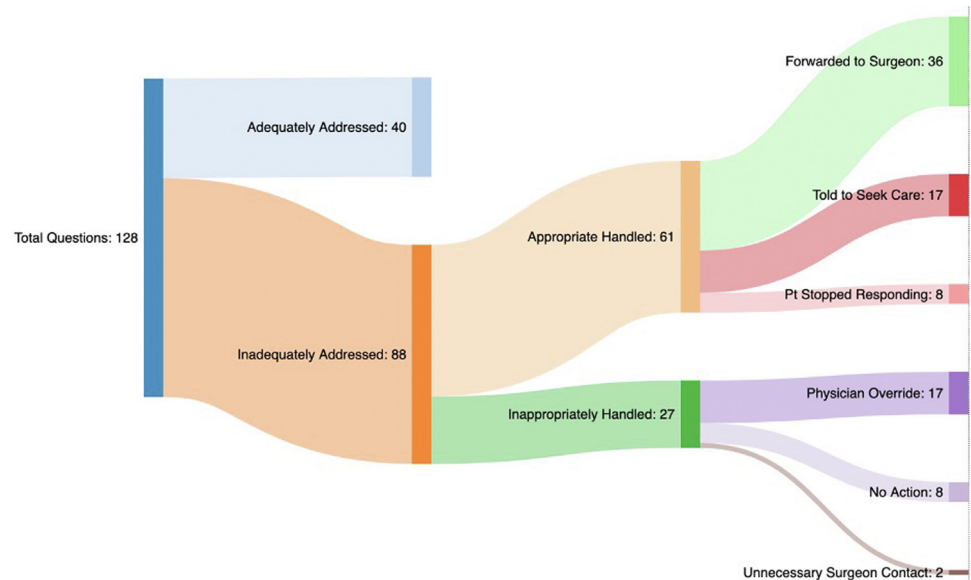 Total Questions: 128
Adequately Addressed: 40
Inadequately Addressed: 88
Appropriate Handled: 61
Inappropriately Handled: 27
Forwarded to Surgeon: 36
Told to Seek Care: 17
Pt Stopped Responding: 8
Physician Override: 17
No Action: 8
Unnecessary Surgeon Contact: 2